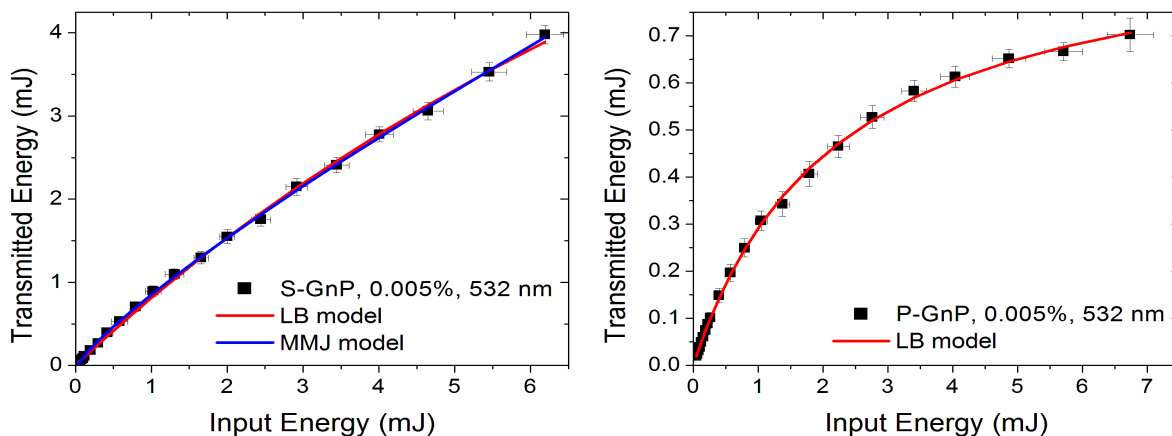 4
3
2
1
0
Transmitted Energy (mJ)
S-GnP, 0.005%, 532 nm
LB model
MMJ model
0 1 2 3 4 5 6
Input Energy (mJ)
0.7
0.6
0.5
0.4
0.3
0.2
0.1
0.0
Transmitted Energy (mJ)
P-GnP, 0.005%, 532 nm
LB model
0 1 2 3 4 5 6 7
Input Energy (mJ)